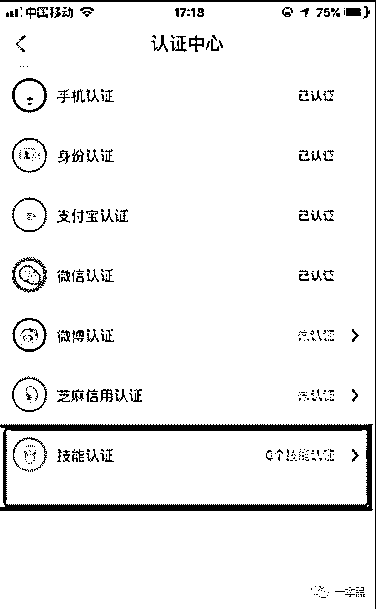 中国移动 17:18 75%
认证中心
手机认证 已认证
身份认证 已认证
支付宝认证 已认证
微信认证 已认证
微博认证 未认证
芝麻信用认证 未认证
技能认证 0个技能认证